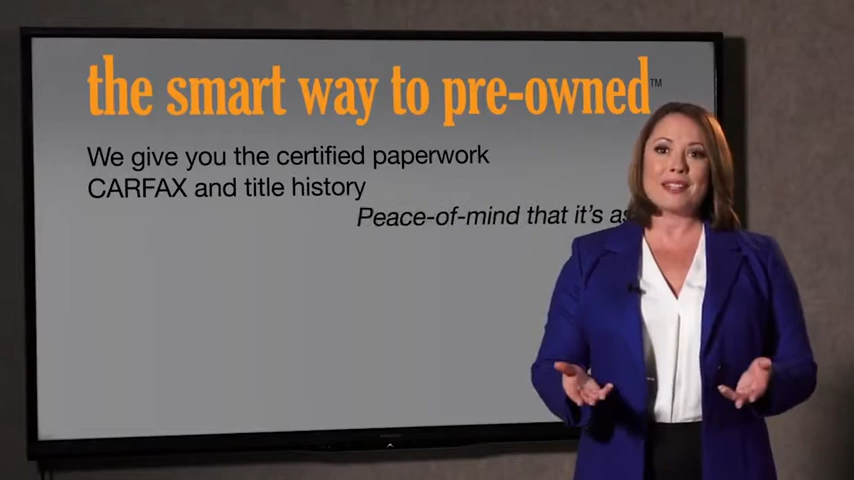 the smart way to pre-owned™
We give you the certified paperwork
CARFAX and title history
Peace-of-mind that it's as